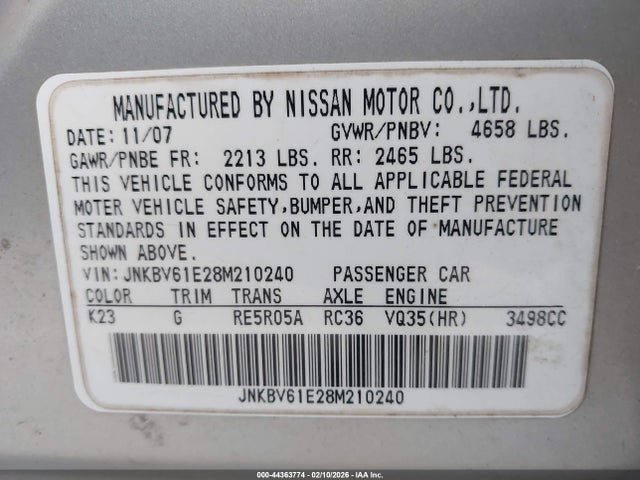 MANUFACTURED BY NISSAN MOTOR CO.,LTD.
DATE: 11/07 GVWR/PNBV: 4658 LBS.
GAWR/PNBE FR: 2213 LBS. RR: 2465 LBS.
THIS VEHICLE CONFORMS TO ALL APPLICABLE FEDERAL
MOTER VEHICLE SAFETY,BUMPER,AND THEFT PREVENTION
STANDARDS IN EFFECT ON THE DATE OF MANUFACTURE
SHOWN ABOVE.
VIN: JNKBV61E28M210240 PASSENGER CAR
COLOR TRIM TRANS AXLE ENGINE
K23 G RE5R05A RC36 VQ35(HR) 3498CC
JNKBV61E28M210240
000-44363774 - 02/10/2026 - IAA Inc.